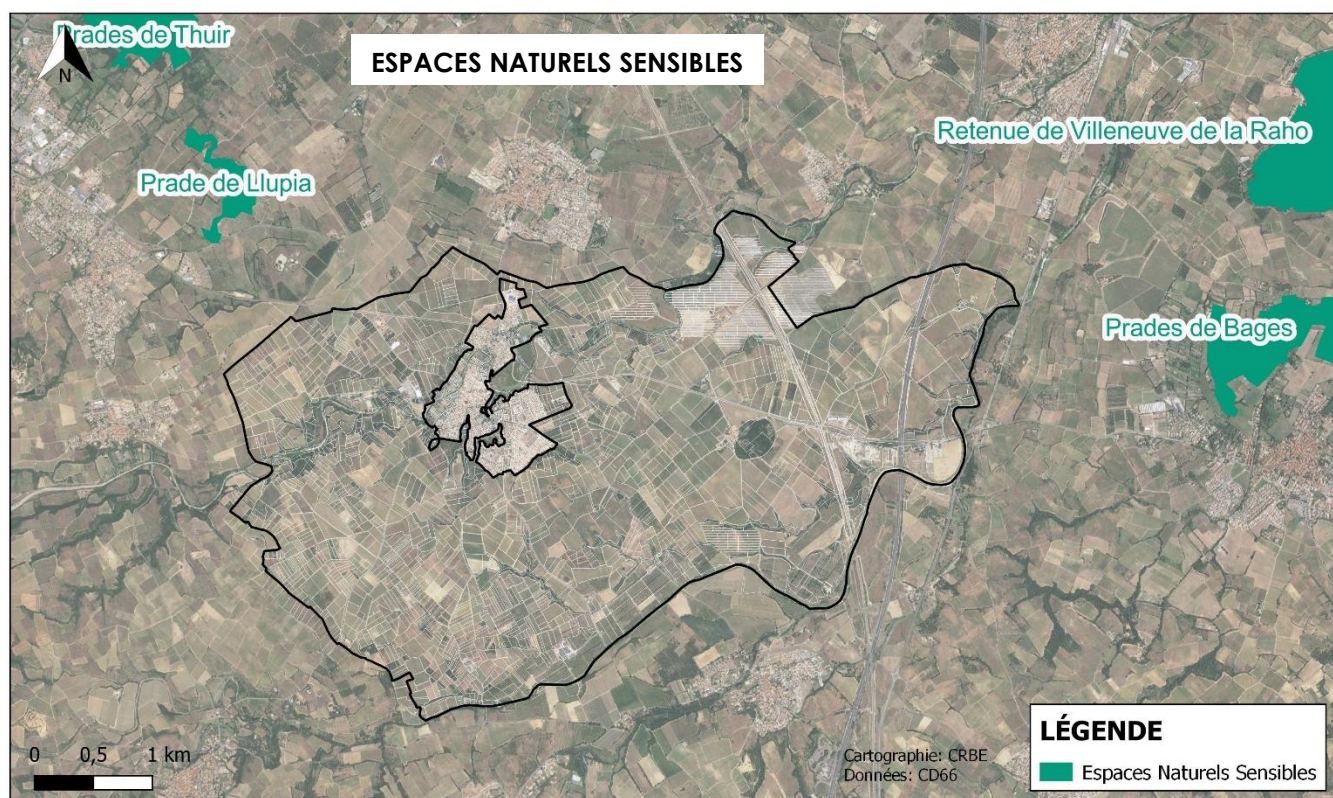 Prades de Thuir
N
ESPACES NATURELS SENSIBLES
Retenue de Villeneuve de la Raho
Prade de Llupia
Prades de Bages
0 0,5 1 km
Cartographie: CRBE
Données: CD66
LÉGENDE
Espaces Naturels Sensibles